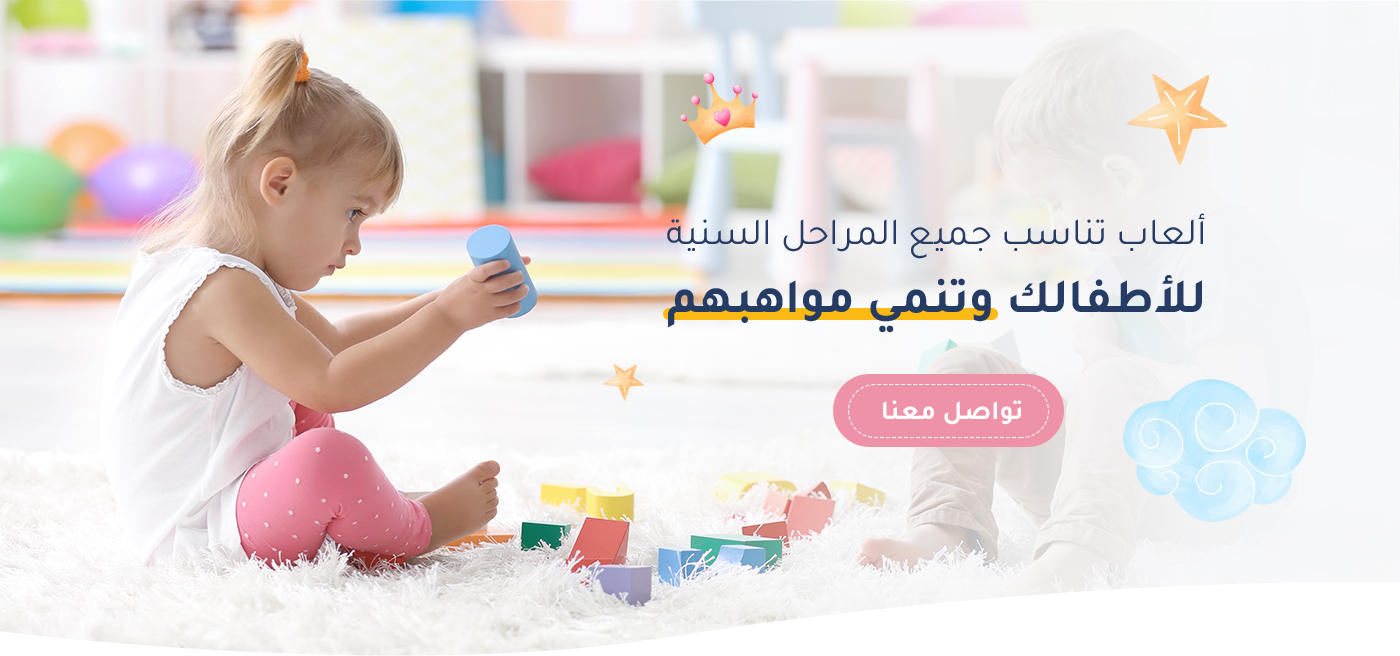 ألعاب تناسب جميع المراحل السنية
للأطفالك وتنمي مواهبهم
تواصل معنا